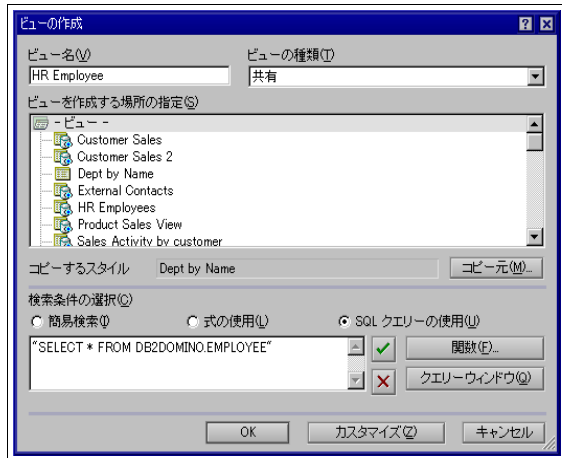 ビューの作成
ビュー名(V)
ビューの種類(T)
HR Employee
共有
ビューを作成する場所の指定(S)
- ビュー -
Customer Sales
Customer Sales 2
Dept by Name
External Contacts
HR Employees
Product Sales View
Sales Activity by customer
コピーするスタイル Dept by Name コピー元(M)...
検索条件の選択(C)
簡易検索(I) 式の使用(L) SQL クエリーの使用(U)
"SELECT * FROM DB2DOMINO.EMPLOYEE"
関数(F)...
クエリーウィンドウ(Q)
OK カスタマイズ(Z) キャンセル